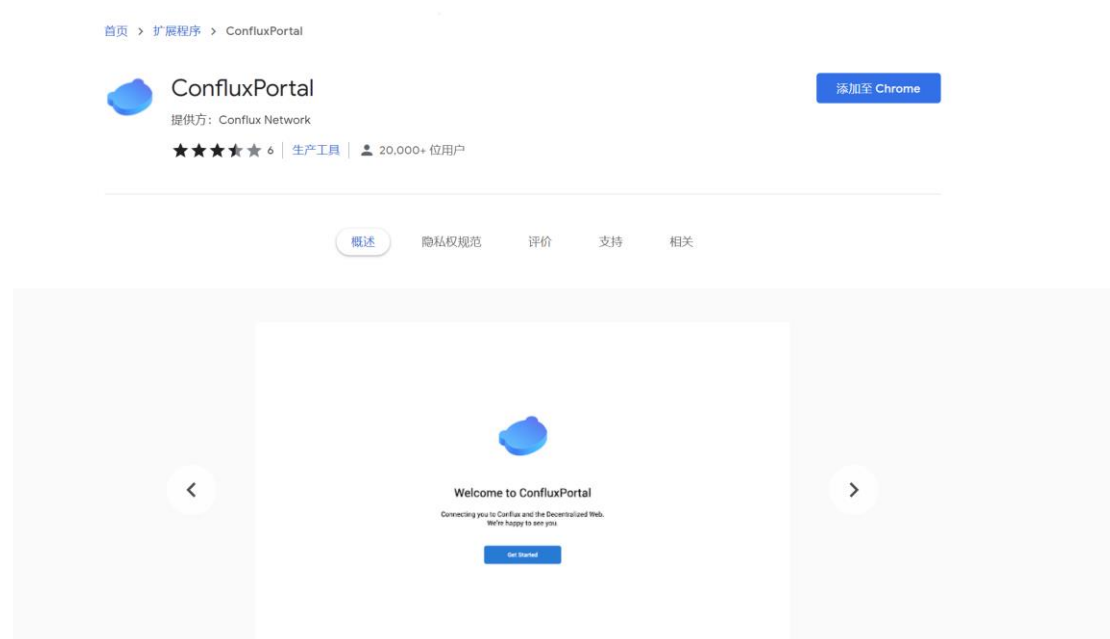 首页 > 扩展程序 > ConfluxPortal
ConfluxPortal
添加至 Chrome
提供方：Conflux Network
6 | 生产工具 | 20,000+ 位用户
概述 隐私权规范 评价 支持 相关
Welcome to ConfluxPortal
Connecting you to Conflux and the Decentralized Web.
We're happy to see you.
Get Started